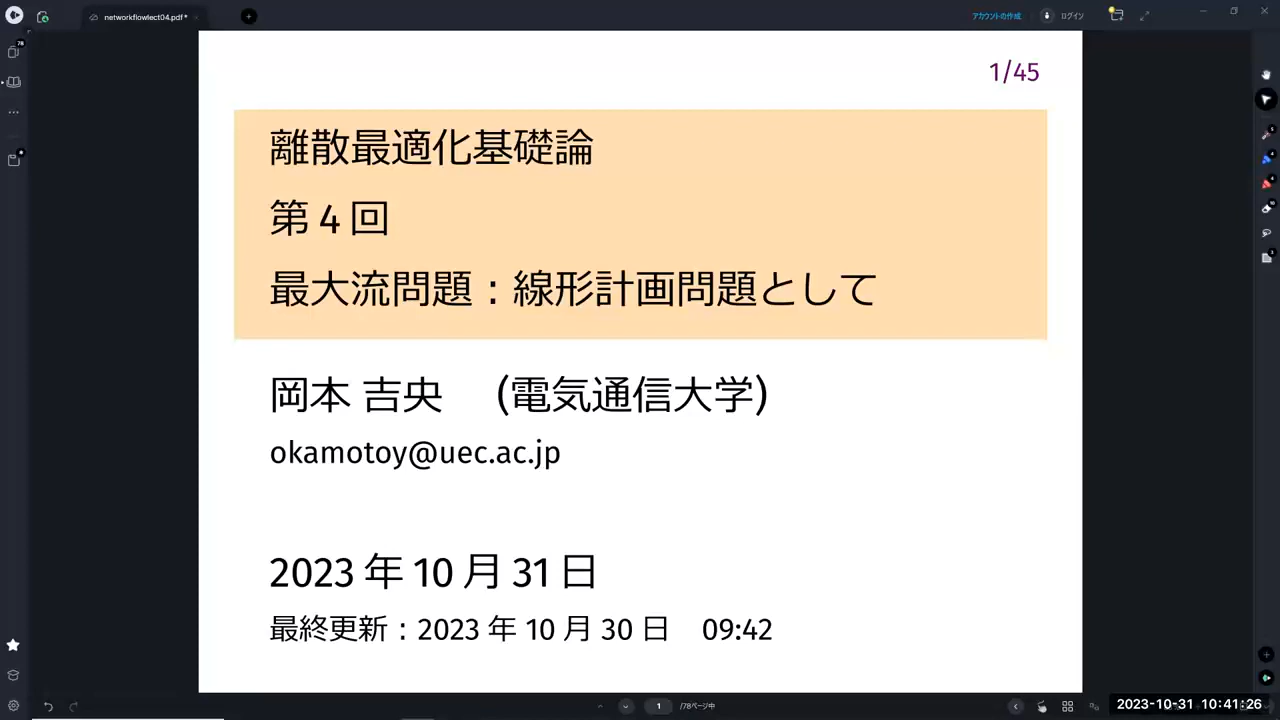 networkflowlect04.pdf *
アカウントの作成
ログイン
78
1/45
離散最適化基礎論
第 4 回
最大流問題：線形計画問題として
岡本 吉央 (電気通信大学)
okamotoy@uec.ac.jp
2023 年 10 月 31 日
最終更新：2023 年 10 月 30 日 09:42
1
/78ページ中
2023-10-31 10:41:26